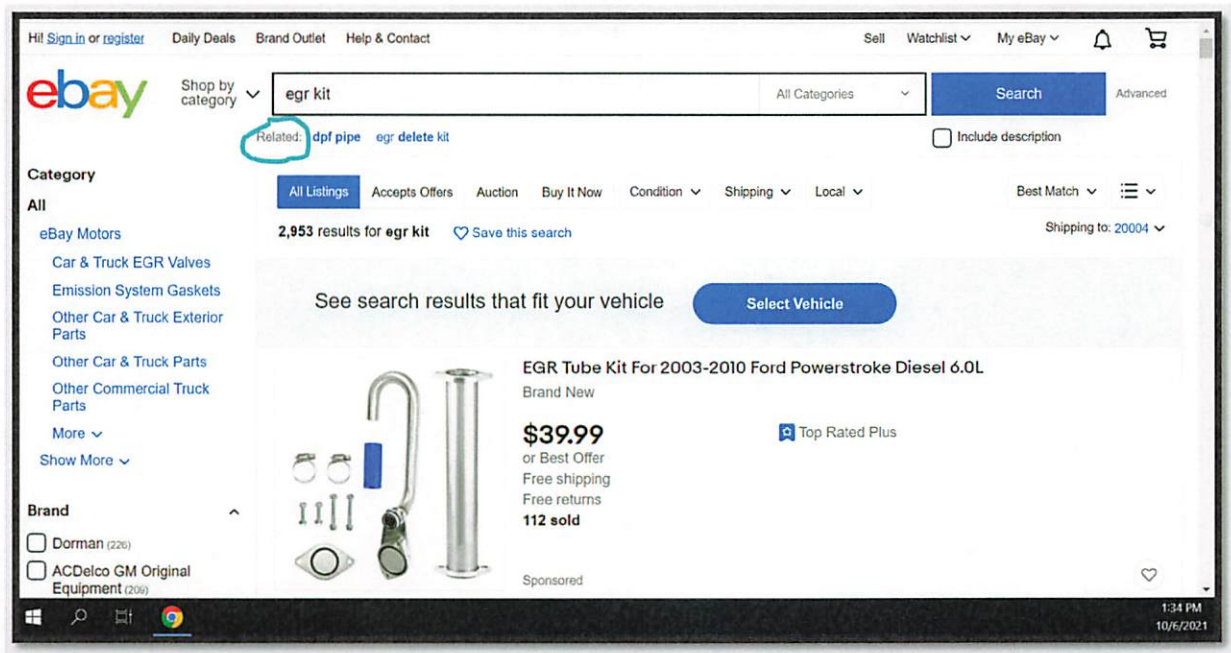 Hi! Sign in or register Daily Deals Brand Outlet Help & Contact Sell Watchlist My eBay
ebay Shop by category egr kit All Categories Search Advanced
Related: dpf pipe egr delete kit Include description
Category
All Listings Accepts Offers Auction Buy It Now Condition Shipping Local Best Match
All
eBay Motors
2,953 results for egr kit Save this search Shipping to: 20004
Car & Truck EGR Valves
Emission System Gaskets
Other Car & Truck Exterior
Parts
Other Car & Truck Parts
Other Commercial Truck
Parts
More
Show More
See search results that fit your vehicle Select Vehicle
EGR Tube Kit For 2003-2010 Ford Powerstroke Diesel 6.0L
Brand New
$39.99 Top Rated Plus
or Best Offer
Free shipping
Free returns
112 sold
Sponsored
Brand
Dorman (226)
ACDelco GM Original
Equipment (209)
1:34 PM
10/6/2021